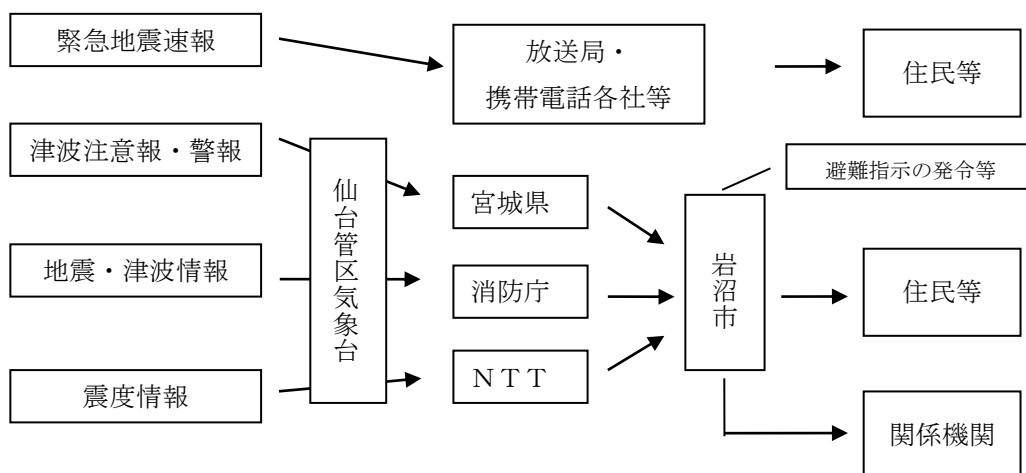 緊急地震速報
放送局・
携帯電話各社等
住民等
津波注意報・警報
仙台管区気象台
宮城県
岩沼市
避難指示の発令等
地震・津波情報
消防庁
住民等
震度情報
ＮＴＴ
関係機関